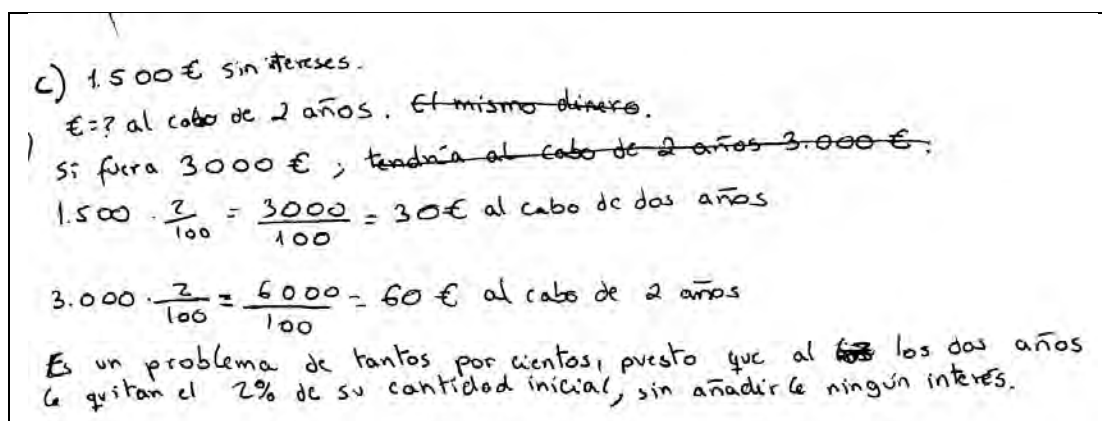 c) 1.500 € sin itereses.
€=? al cabo de 2 años. El mismo dinero.
Si fuera 3000 € ; tendría al cabo de 2 años 3.000 €.
1.500 · 2/100 = 3000/100 = 30€ al cabo de dos años
3.000 · 2/100 = 6000/100 = 60 € al cabo de 2 años
Es un problema de tantos por cientos, puesto que al los dos años
le quitan el 2% de su cantidad inicial, sin añadirle ningún interés.